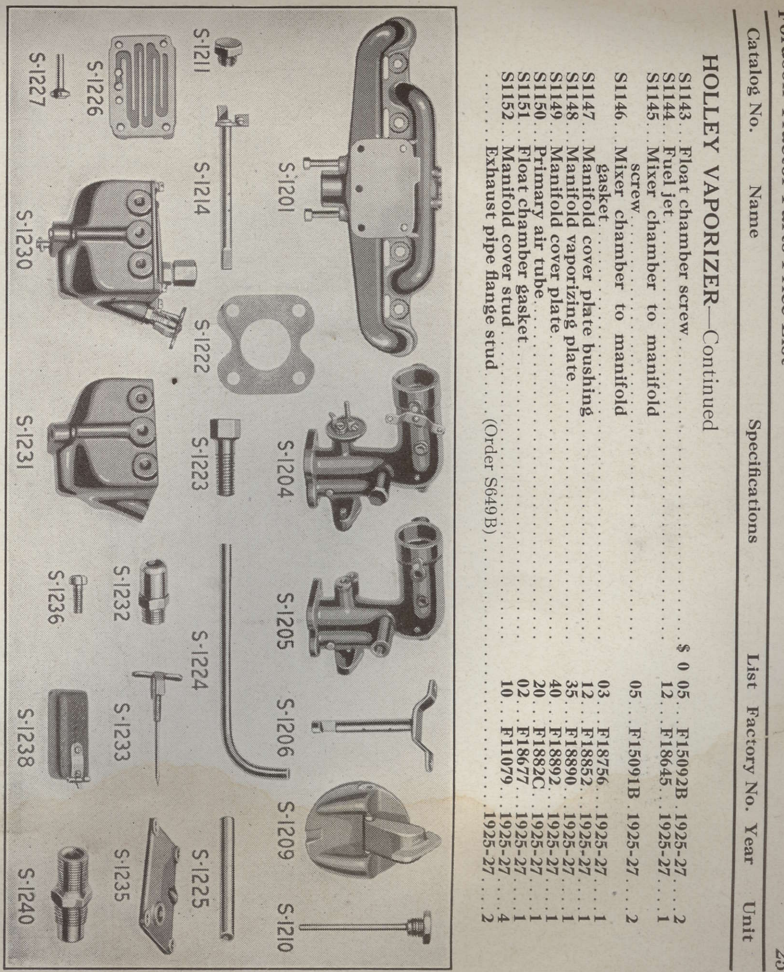 Catalog No. Name Specifications List Factory No. Year Unit
HOLLEY VAPORIZER—Continued
S1143... Float chamber screw........ $ 0 05... F15092B 1925-27... 2
S1144... Fuel jet........ 12... F18645... 1925-27... 1
S1145... Mixer chamber to manifold
screw........ 05... F15091B 1925-27... 2
S1146... Mixer chamber to manifold
gasket........ 03... F18756... 1925-27... 1
S1147... Manifold cover plate bushing........ 12... F18852... 1925-27... 1
S1148... Manifold vaporizing plate........ 35... F18890... 1925-27... 1
S1149... Manifold cover plate........ 40... F18892... 1925-27... 1
S1150... Primary air tube........ 20... F1882C... 1925-27... 1
S1151... Float chamber gasket........ 02... F18677... 1925-27... 1
S1152... Manifold cover stud........ 10... F11079... 1925-27... 4
...... Exhaust pipe flange stud... (Order S649B)........ 1925-27... 2
S-1201
S-1204
S-1205
S-1206
S-1209
S-1210
S-1211
S-1214
S-1222
S-1223
S-1224
S-1225
S-1226
S-1227
S-1230
S-1231
S-1232
S-1233
S-1235
S-1236
S-1238
S-1240